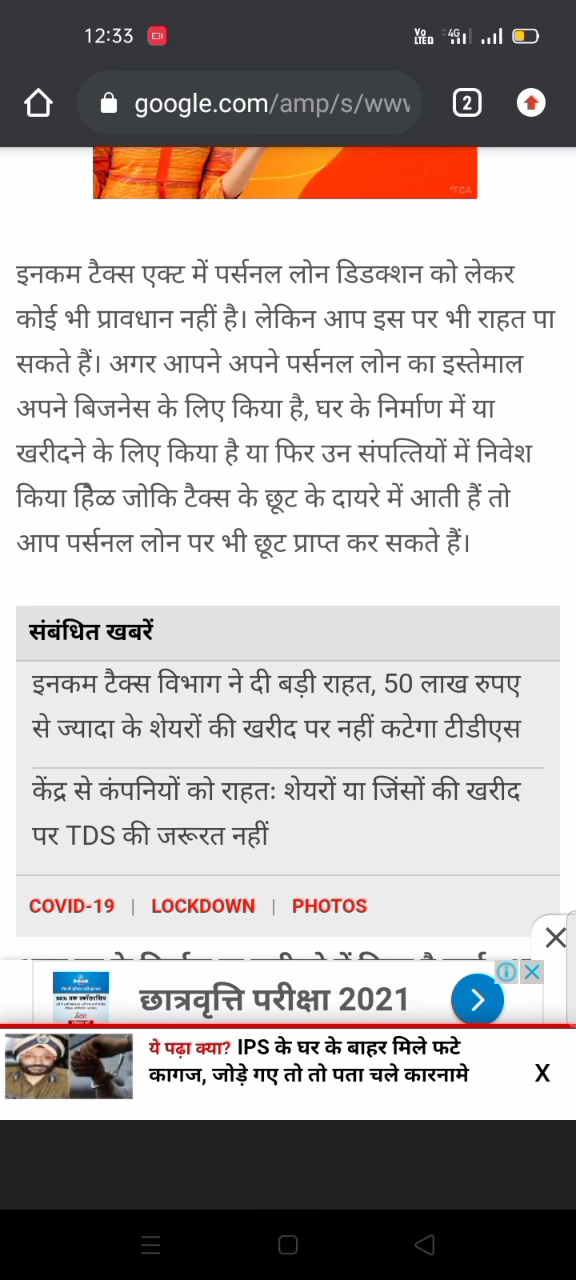 12:33
Vo LTED 4G
google.com/amp/s/www
2
*TCA
इनकम टैक्स एक्ट में पर्सनल लोन डिडक्शन को लेकर
कोई भी प्रावधान नहीं है। लेकिन आप इस पर भी राहत पा
सकते हैं। अगर आपने अपने पर्सनल लोन का इस्तेमाल
अपने बिजनेस के लिए किया है, घर के निर्माण में या
खरीदने के लिए किया है या फिर उन संपत्तियों में निवेश
किया जोकि टैक्स के छूट के दायरे में आती हैं तो
आप पर्सनल लोन पर भी छूट प्राप्त कर सकते हैं।
संबंधित खबरें
इनकम टैक्स विभाग ने दी बड़ी राहत, 50 लाख रुपए
से ज्यादा के शेयरों की खरीद पर नहीं कटेगा टीडीएस
केंद्र से कंपनियों को राहतः शेयरों या जिंसों की खरीद
पर TDS की जरूरत नहीं
COVID-19 | LOCKDOWN | PHOTOS
छात्रवृत्ति परीक्षा 2021
ये पढ़ा क्या? IPS के घर के बाहर मिले फटे
कागज, जोड़े गए तो तो पता चले कारनामे
X